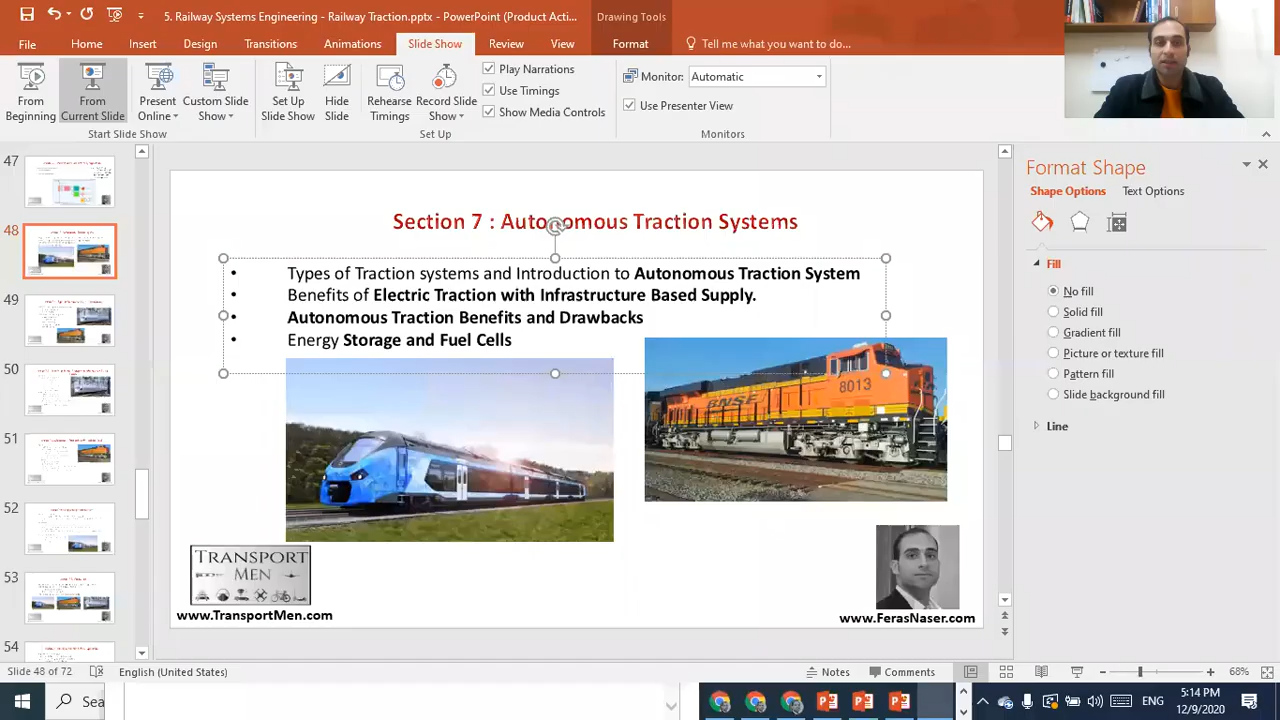 5. Railway Systems Engineering - Railway Traction.pptx - PowerPoint (Product Acti...
Drawing Tools
File
Home
Insert
Design
Transitions
Animations
Slide Show
Review
View
Format
Tell me what you want to do...
From
Beginning
From
Current Slide
Present
Online
Custom Slide
Show
Set Up
Slide Show
Hide
Slide
Rehearse
Timings
Record Slide
Show
Play Narrations
Use Timings
Show Media Controls
Monitor:
Automatic
Use Presenter View
Start Slide Show
Set Up
Monitors
47
48
49
50
51
52
53
54
Section 7 : Autonomous Traction Systems
• Types of Traction systems and Introduction to Autonomous Traction System
• Benefits of Electric Traction with Infrastructure Based Supply.
• Autonomous Traction Benefits and Drawbacks
• Energy Storage and Fuel Cells
8013
TRANSPORT
MEN
www.TransportMen.com
www.FerasNaser.com
Format Shape
Shape Options
Text Options
Fill
No fill
Solid fill
Gradient fill
Picture or texture fill
Pattern fill
Slide background fill
Line
Slide 48 of 72
English (United States)
Notes
Comments
68%
Sea
ENG
5:14 PM
12/9/2020